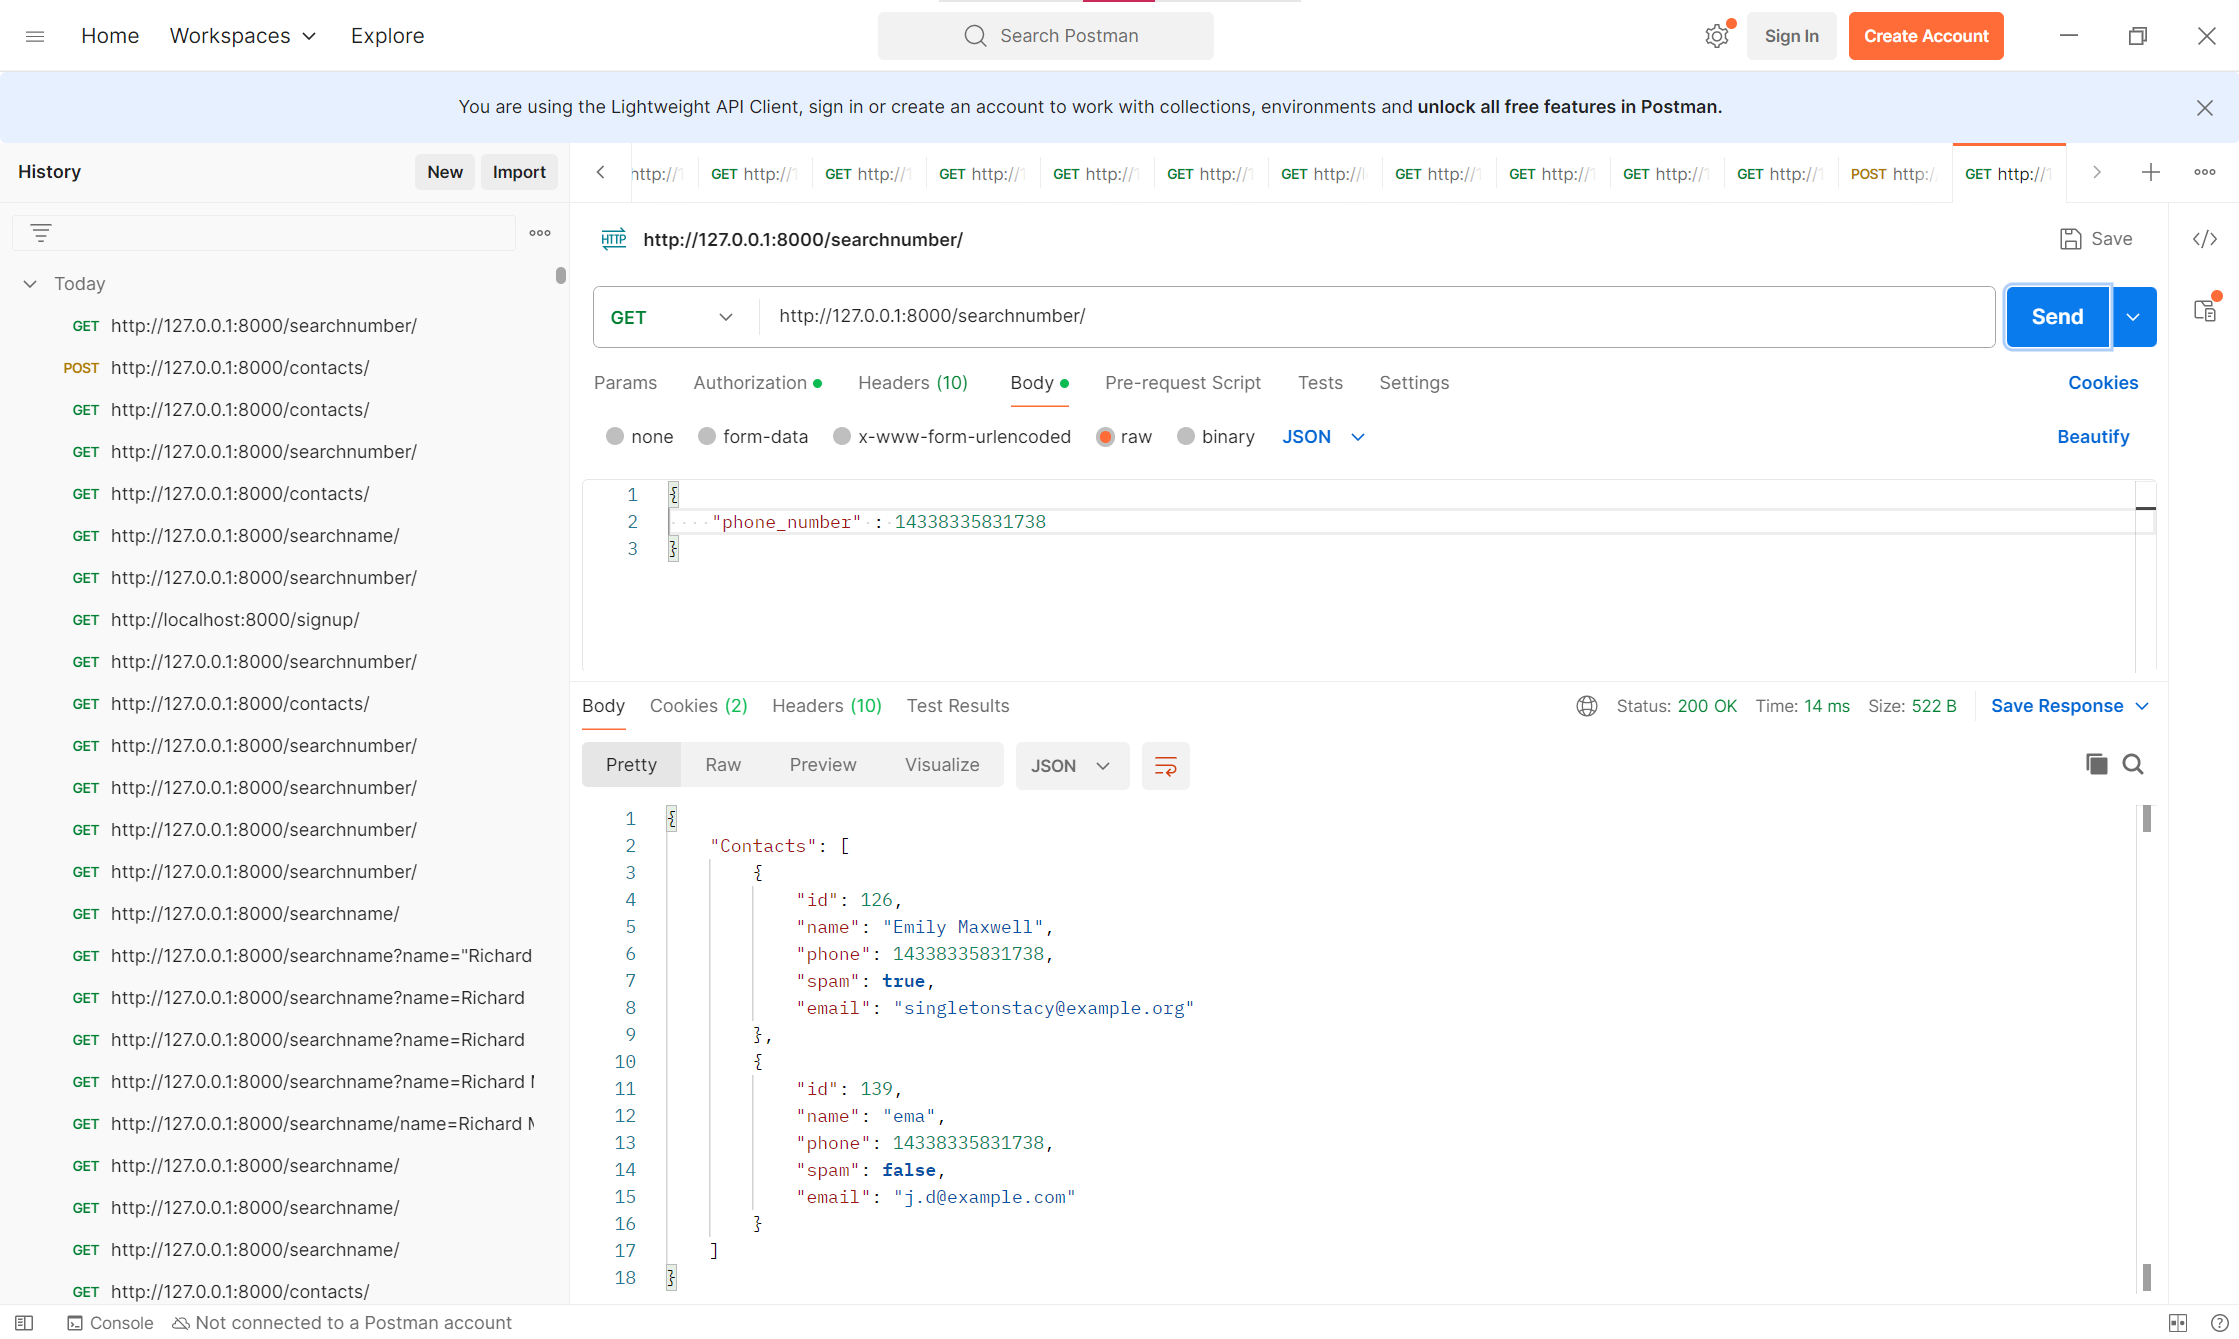 Home Workspaces Explore Search Postman Sign In Create Account
You are using the Lightweight API Client, sign in or create an account to work with collections, environments and unlock all free features in Postman.
History New Import
http:// GET http:// GET http:// GET http:// GET http:// GET http:// GET http:// GET http:// GET http:// GET http:// GET http:// POST http:/ GET http://
Today
GET http://127.0.0.1:8000/searchnumber/
POST http://127.0.0.1:8000/contacts/
GET http://127.0.0.1:8000/contacts/
GET http://127.0.0.1:8000/searchnumber/
GET http://127.0.0.1:8000/contacts/
GET http://127.0.0.1:8000/searchname/
GET http://127.0.0.1:8000/searchnumber/
GET http://localhost:8000/signup/
GET http://127.0.0.1:8000/searchnumber/
GET http://127.0.0.1:8000/contacts/
GET http://127.0.0.1:8000/searchnumber/
GET http://127.0.0.1:8000/searchnumber/
GET http://127.0.0.1:8000/searchnumber/
GET http://127.0.0.1:8000/searchnumber/
GET http://127.0.0.1:8000/searchname/
GET http://127.0.0.1:8000/searchname?name="Richard
GET http://127.0.0.1:8000/searchname?name=Richard
GET http://127.0.0.1:8000/searchname?name=Richard
GET http://127.0.0.1:8000/searchname?name=Richard
GET http://127.0.0.1:8000/searchname/name=Richard
GET http://127.0.0.1:8000/searchname/
GET http://127.0.0.1:8000/searchname/
GET http://127.0.0.1:8000/searchname/
GET http://127.0.0.1:8000/contacts/
HTTP http://127.0.0.1:8000/searchnumber/ Save </>
GET http://127.0.0.1:8000/searchnumber/ Send
Params Authorization Headers (10) Body Pre-request Script Tests Settings Cookies
none form-data x-www-form-urlencoded raw binary JSON Beautify
1 {
2 "phone_number" : 14338335831738
3 }
Body Cookies (2) Headers (10) Test Results Status: 200 OK Time: 14 ms Size: 522 B Save Response
Pretty Raw Preview Visualize JSON
1 {
2 "Contacts": [
3 {
4 "id": 126,
5 "name": "Emily Maxwell",
6 "phone": 14338335831738,
7 "spam": true,
8 "email": "singletonstacy@example.org"
9 },
10 {
11 "id": 139,
12 "name": "ema",
13 "phone": 14338335831738,
14 "spam": false,
15 "email": "j.d@example.com"
16 }
17 ]
18 }
Console Not connected to a Postman account